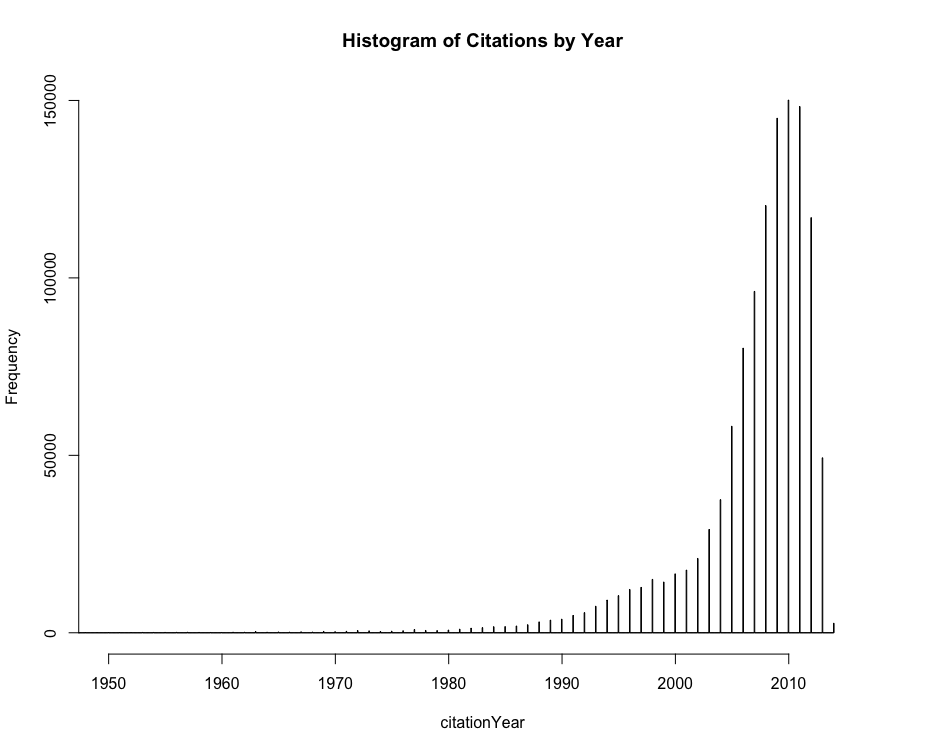 Histogram of Citations by Year
150000
100000
50000
0
Frequency
1950 1960 1970 1980 1990 2000 2010
citationYear